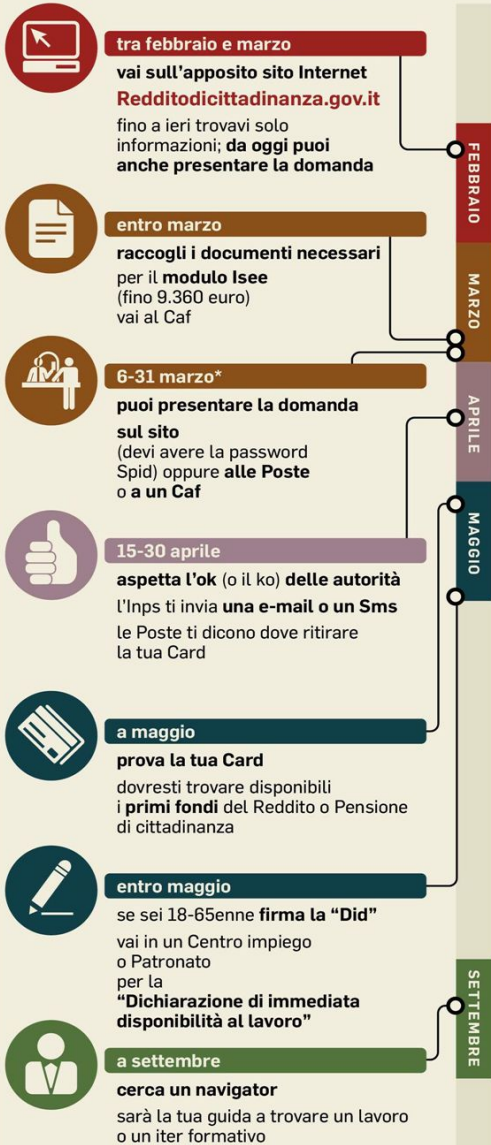 tra febbraio e marzo
vai sull'apposito sito Internet
Redditodicittadinanza.gov.it
fino a ieri trovavi solo
informazioni; da oggi puoi
anche presentare la domanda
FEBBRAIO
entro marzo
raccogli i documenti necessari
per il modulo Isee
(fino 9.360 euro)
vai al Caf
MARZO
6-31 marzo*
puoi presentare la domanda
sul sito
(devi avere la password
Spid) oppure alle Poste
o a un Caf
APRILE
15-30 aprile
aspetta l'ok (o il ko) delle autorità
l'Inps ti invia una e-mail o un Sms
le Poste ti dicono dove ritirare
la tua Card
MAGGIO
a maggio
prova la tua Card
dovresti trovare disponibili
i primi fondi del Reddito o Pensione
di cittadinanza
entro maggio
se sei 18-65enne firma la “Did”
vai in un Centro impiego
o Patronato
per la
“Dichiarazione di immediata
disponibilità al lavoro”
SETTEMBRE
a settembre
cerca un navigator
sarà la tua guida a trovare un lavoro
o un iter formativo